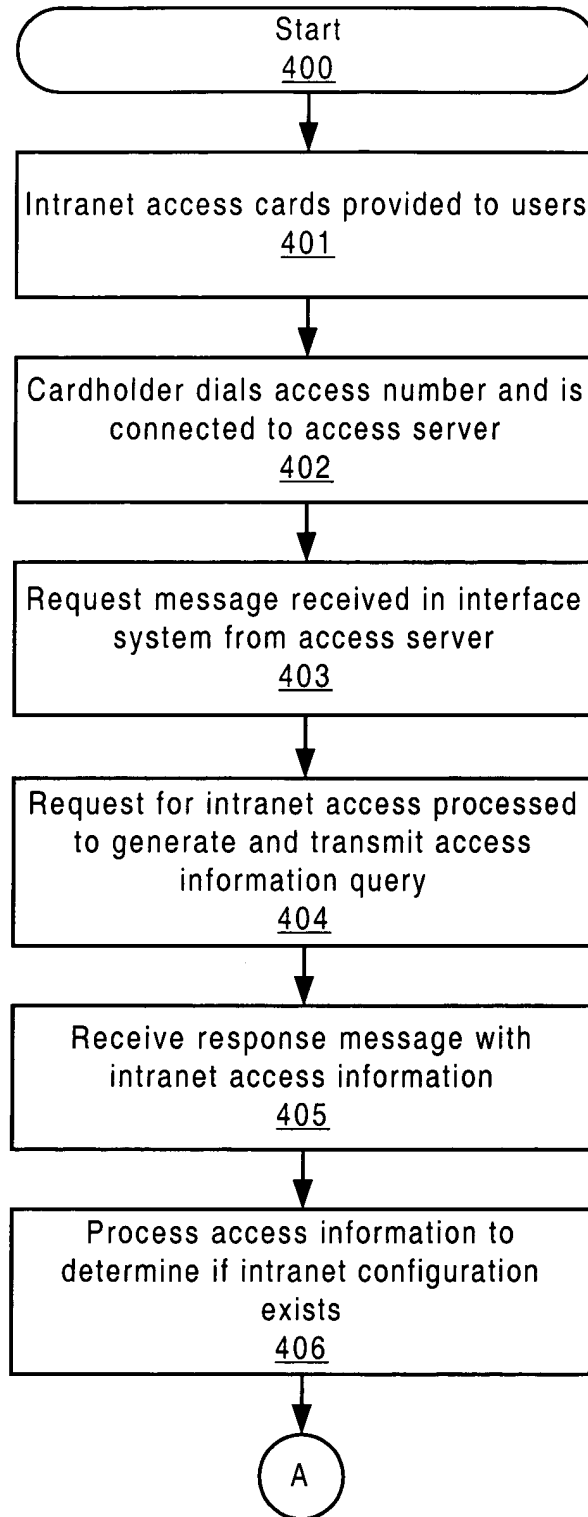 Start
400
Intranet access cards provided to users
401
Cardholder dials access number and is
connected to access server
402
Request message received in interface
system from access server
403
Request for intranet access processed
to generate and transmit access
information query
404
Receive response message with
intranet access information
405
Process access information to
determine if intranet configuration
exists
406
A